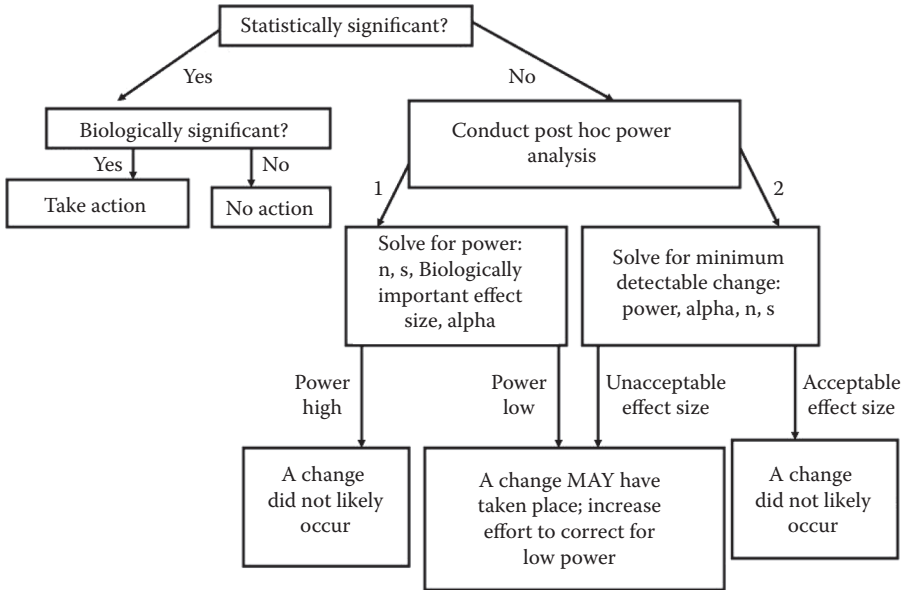 Statistically significant?
Yes
No
Biologically significant?
Conduct post hoc power
analysis
Yes
No
Take action
No action
1
2
Solve for power:
n, s, Biologically
important effect
size, alpha
Solve for minimum
detectable change:
power, alpha, n, s
Power
high
Power
low
Unacceptable
effect size
Acceptable
effect size
A change
did not likely
occur
A change MAY have
taken place; increase
effort to correct for
low power
A change
did not likely
occur